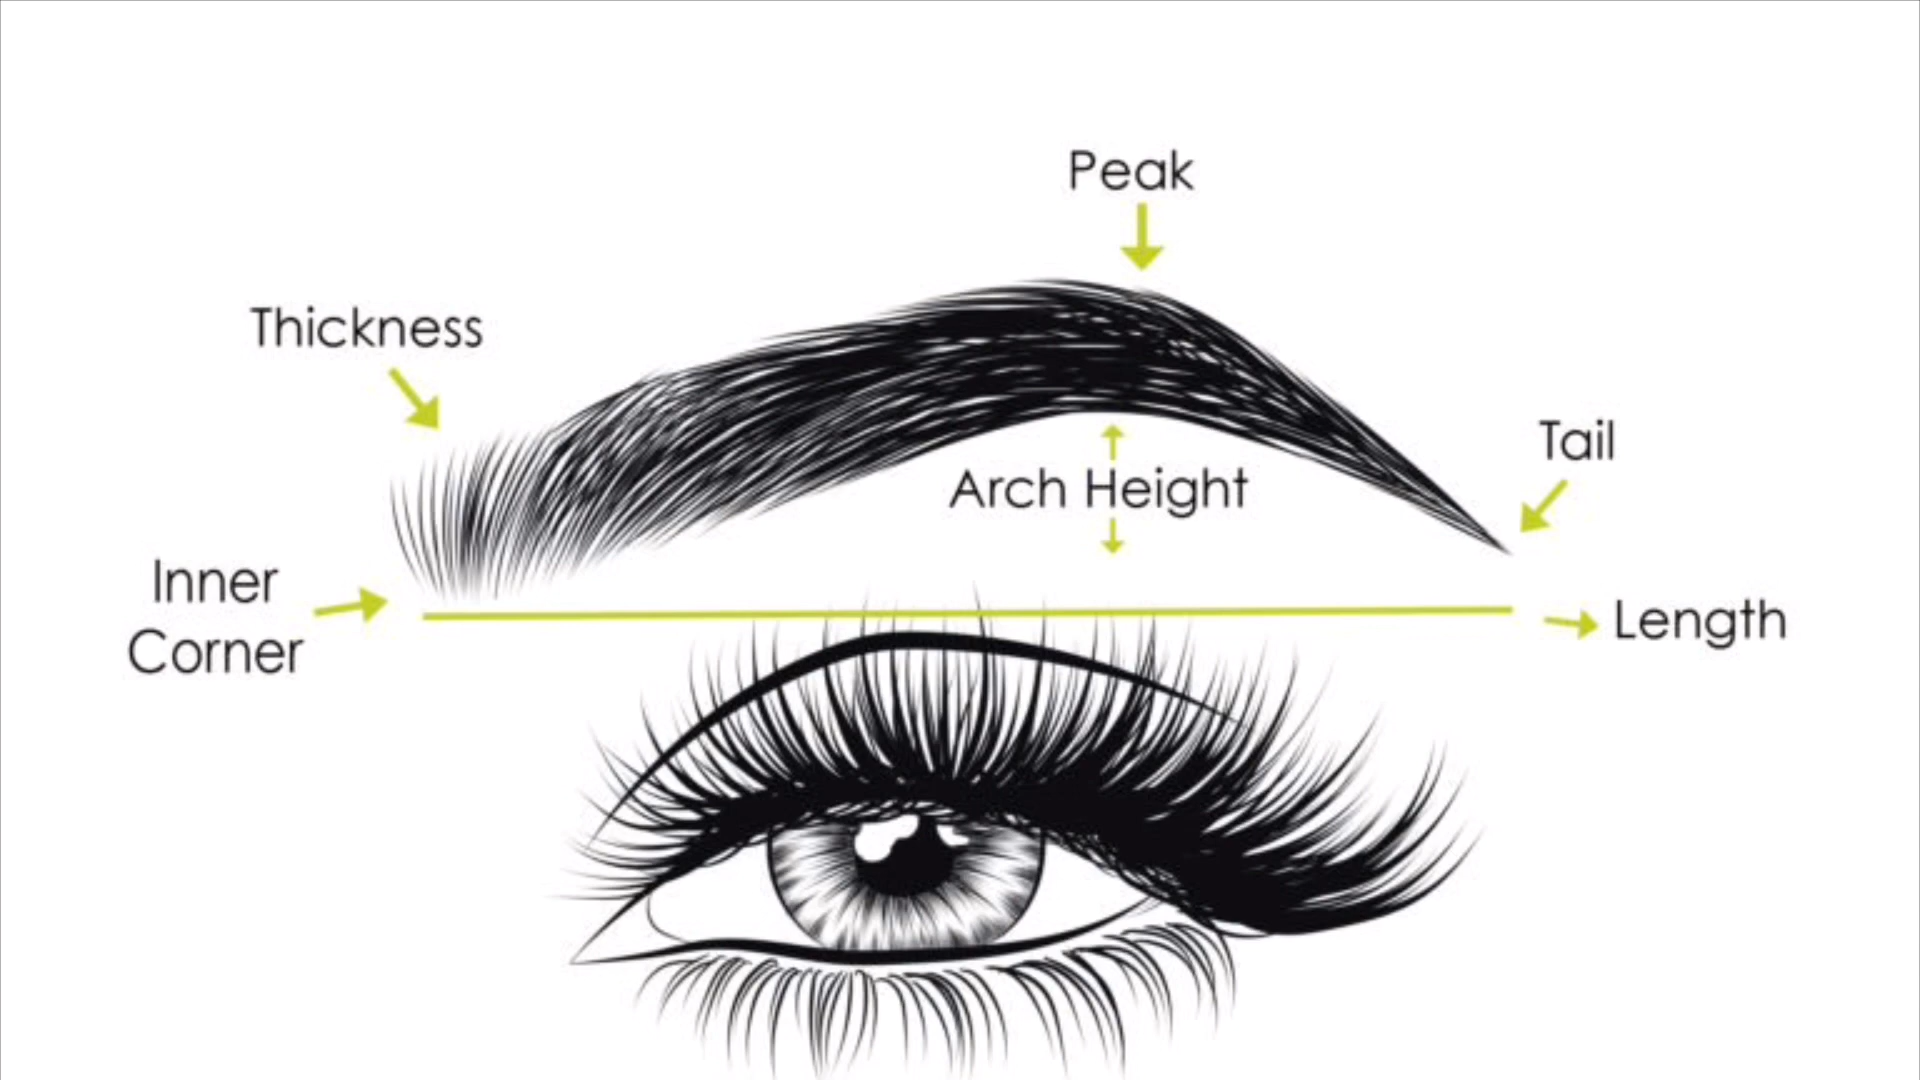 Peak
Thickness
Tail
Arch Height
Inner
Corner
Length